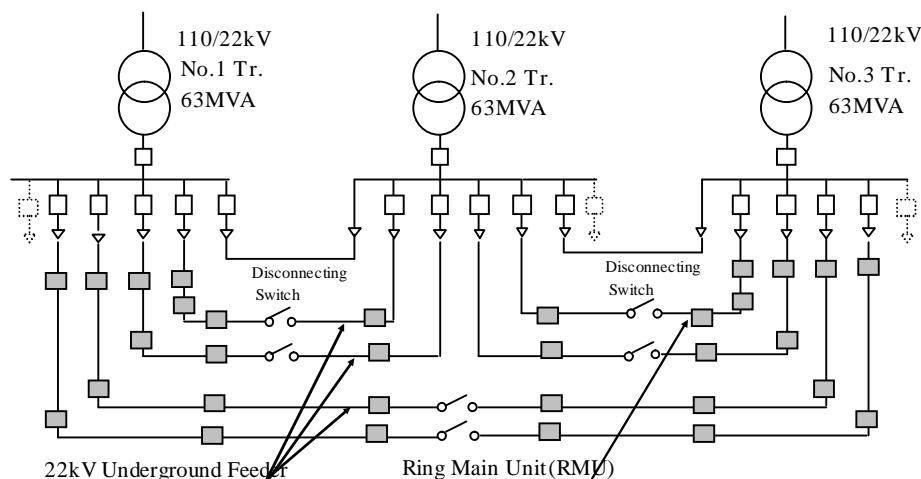 110/22kV
No.1 Tr.
63MVA
110/22kV
No.2 Tr.
63MVA
110/22kV
No.3 Tr.
63MVA
Disconnecting
Switch
Disconnecting
Switch
22kV Underground Feeder
Ring Main Unit(RMU)